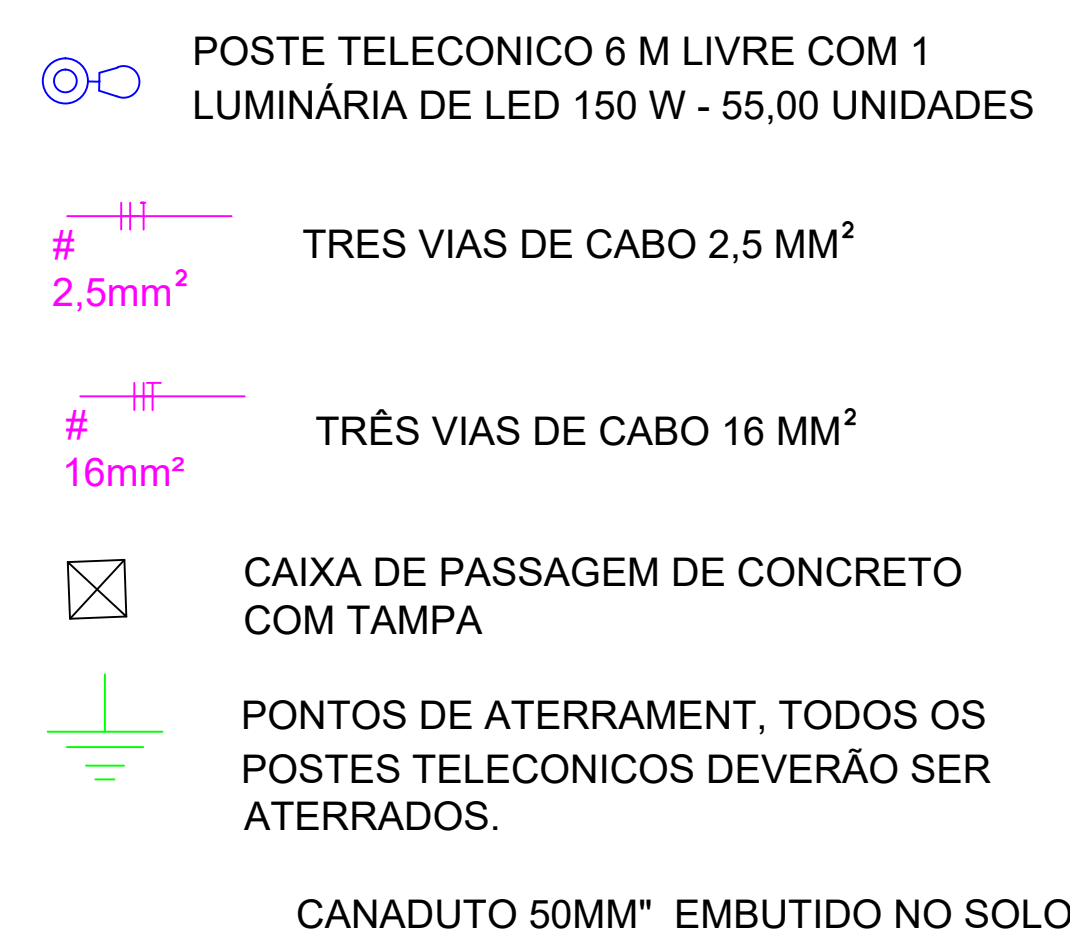 POSTE TELECONICO 6 M LIVRE COM 1
LUMINÁRIA DE LED 150 W - 55,00 UNIDADES
#
2,5mm²
TRES VIAS DE CABO 2,5 MM²
#
16mm²
TRÊS VIAS DE CABO 16 MM²
CAIXA DE PASSAGEM DE CONCRETO
COM TAMPA
PONTOS DE ATERRAMENT, TODOS OS
POSTES TELECONICOS DEVERÃO SER
ATERRADOS.
CANADUTO 50MM" EMBUTIDO NO SOLO